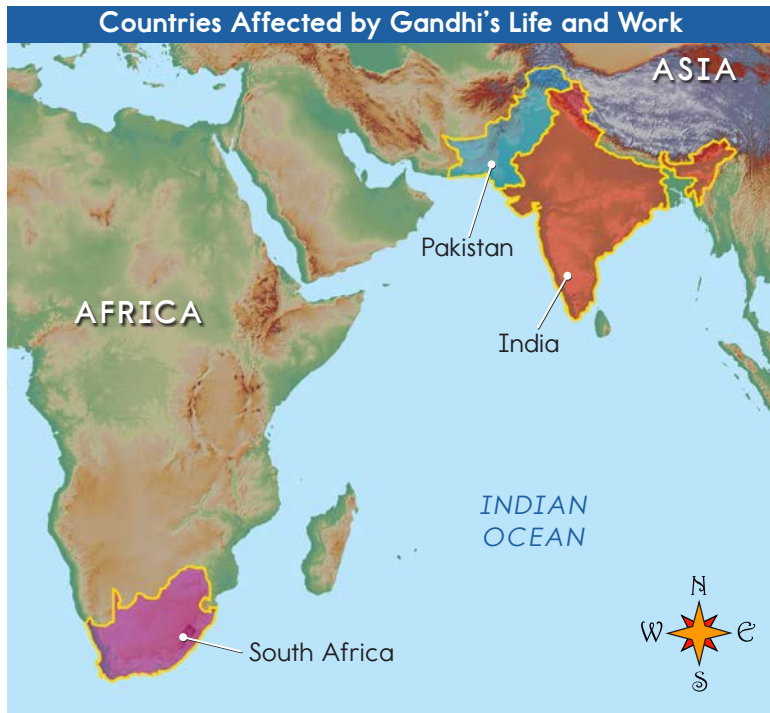 Countries Affected by Gandhi’s Life and Work
ASIA
Pakistan
AFRICA
India
INDIAN
OCEAN
N
W E
S
South Africa